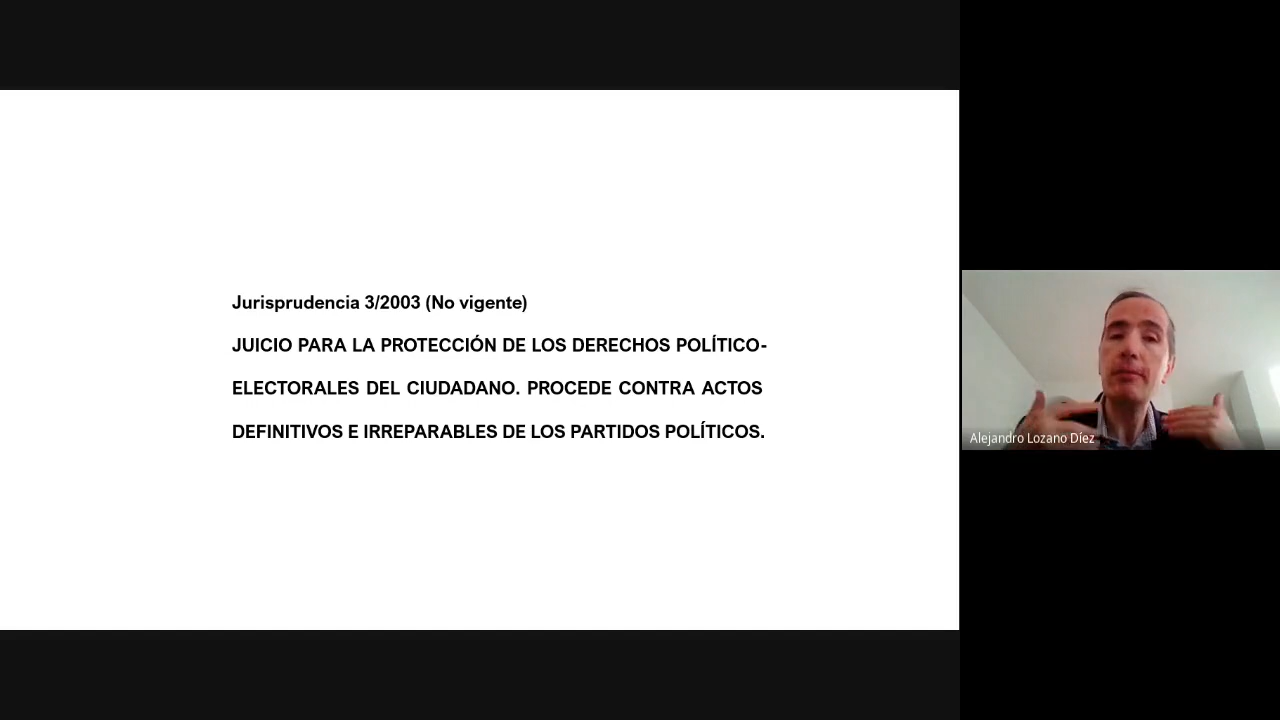 Jurisprudencia 3/2003 (No vigente)
JUICIO PARA LA PROTECCIÓN DE LOS DERECHOS POLÍTICO-
ELECTORALES DEL CIUDADANO. PROCEDE CONTRA ACTOS
DEFINITIVOS E IRREPARABLES DE LOS PARTIDOS POLÍTICOS.
Alejandro Lozano Díez